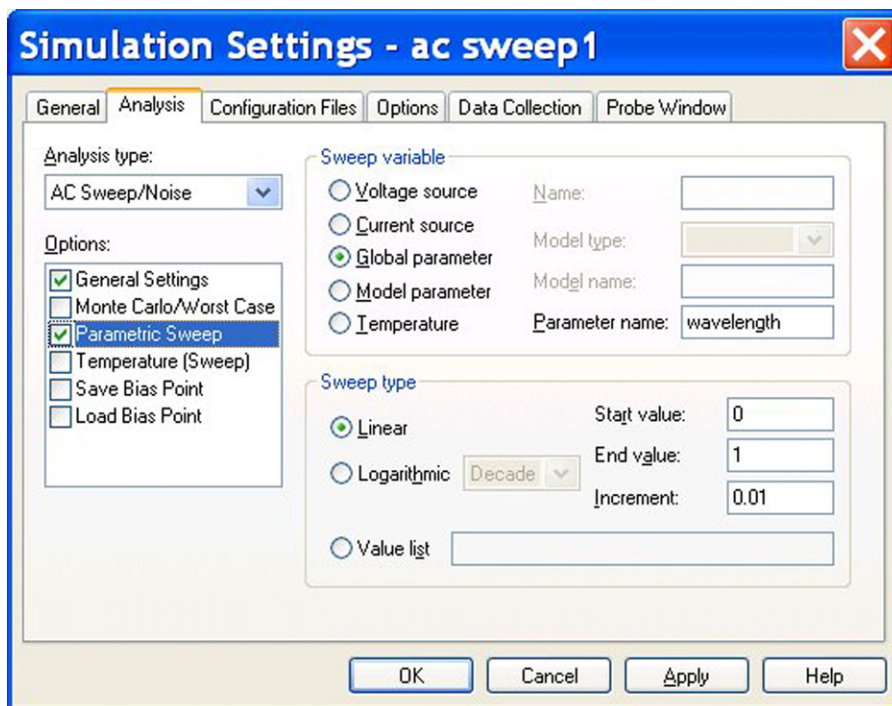 Simulation Settings - ac sweep1
General Analysis Configuration Files Options Data Collection Probe Window
Analysis type:
AC Sweep/Noise
Options:
General Settings
Monte Carlo/Worst Case
Parametric Sweep
Temperature (Sweep)
Save Bias Point
Load Bias Point
Sweep variable
Voltage source
Current source
Global parameter
Model parameter
Temperature
Name:
Model type:
Model name:
Parameter name: wavelength
Sweep type
Linear
Logarithmic Decade
Value list
Start value: 0
End value: 1
Increment: 0.01
OK Cancel Apply Help